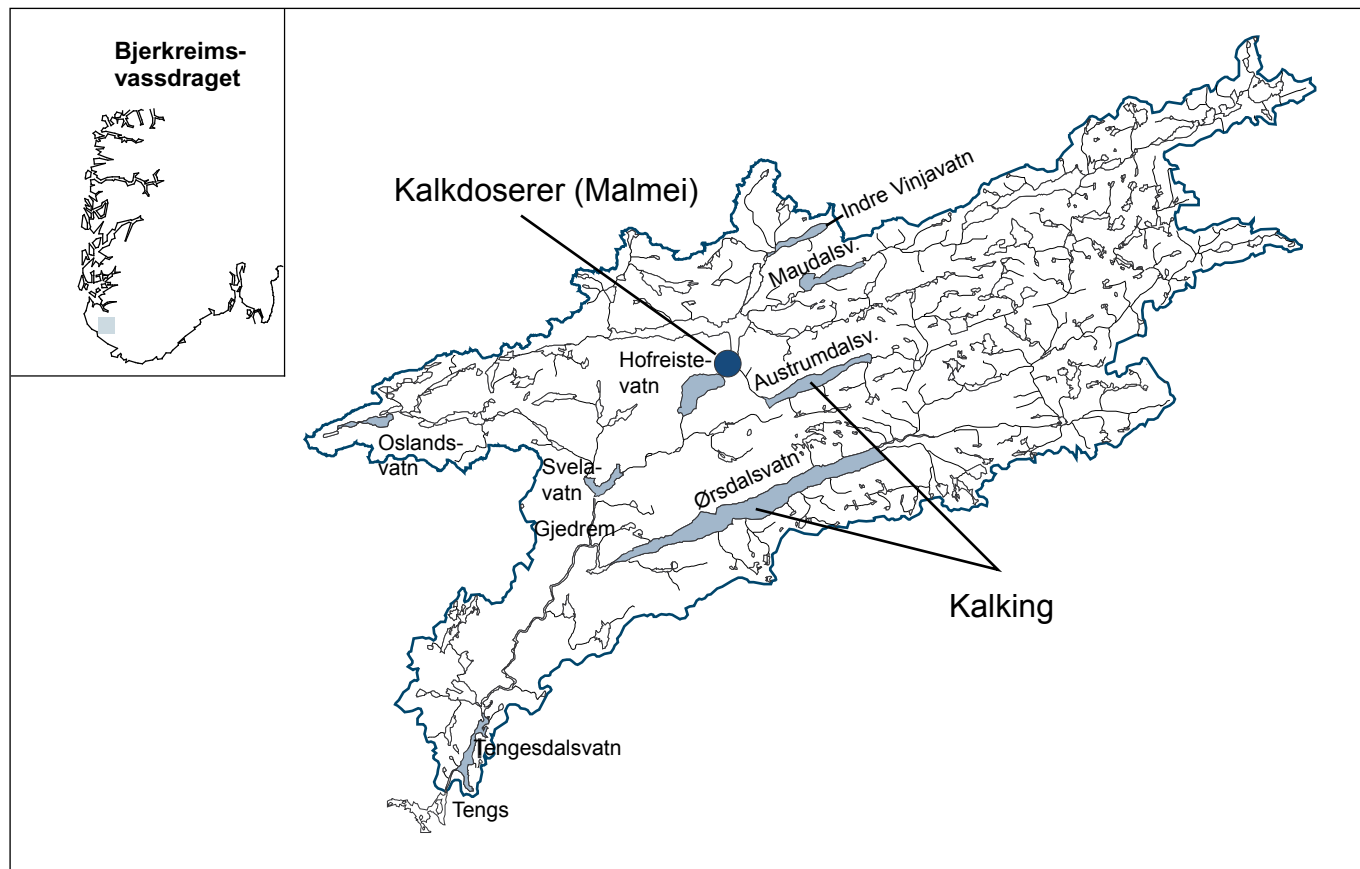 Bjerkreims-
vassdraget
Kalkdoserer (Malmei)
Indre Vinjavatn
Maudalsv.
Hofreiste-
vatn
Austrumdalsv.
Oslands-
vatn
Svela-
vatn
Ørsdalsvatn
Gjedrem
Kalking
Tengesdalsvatn
Tengs